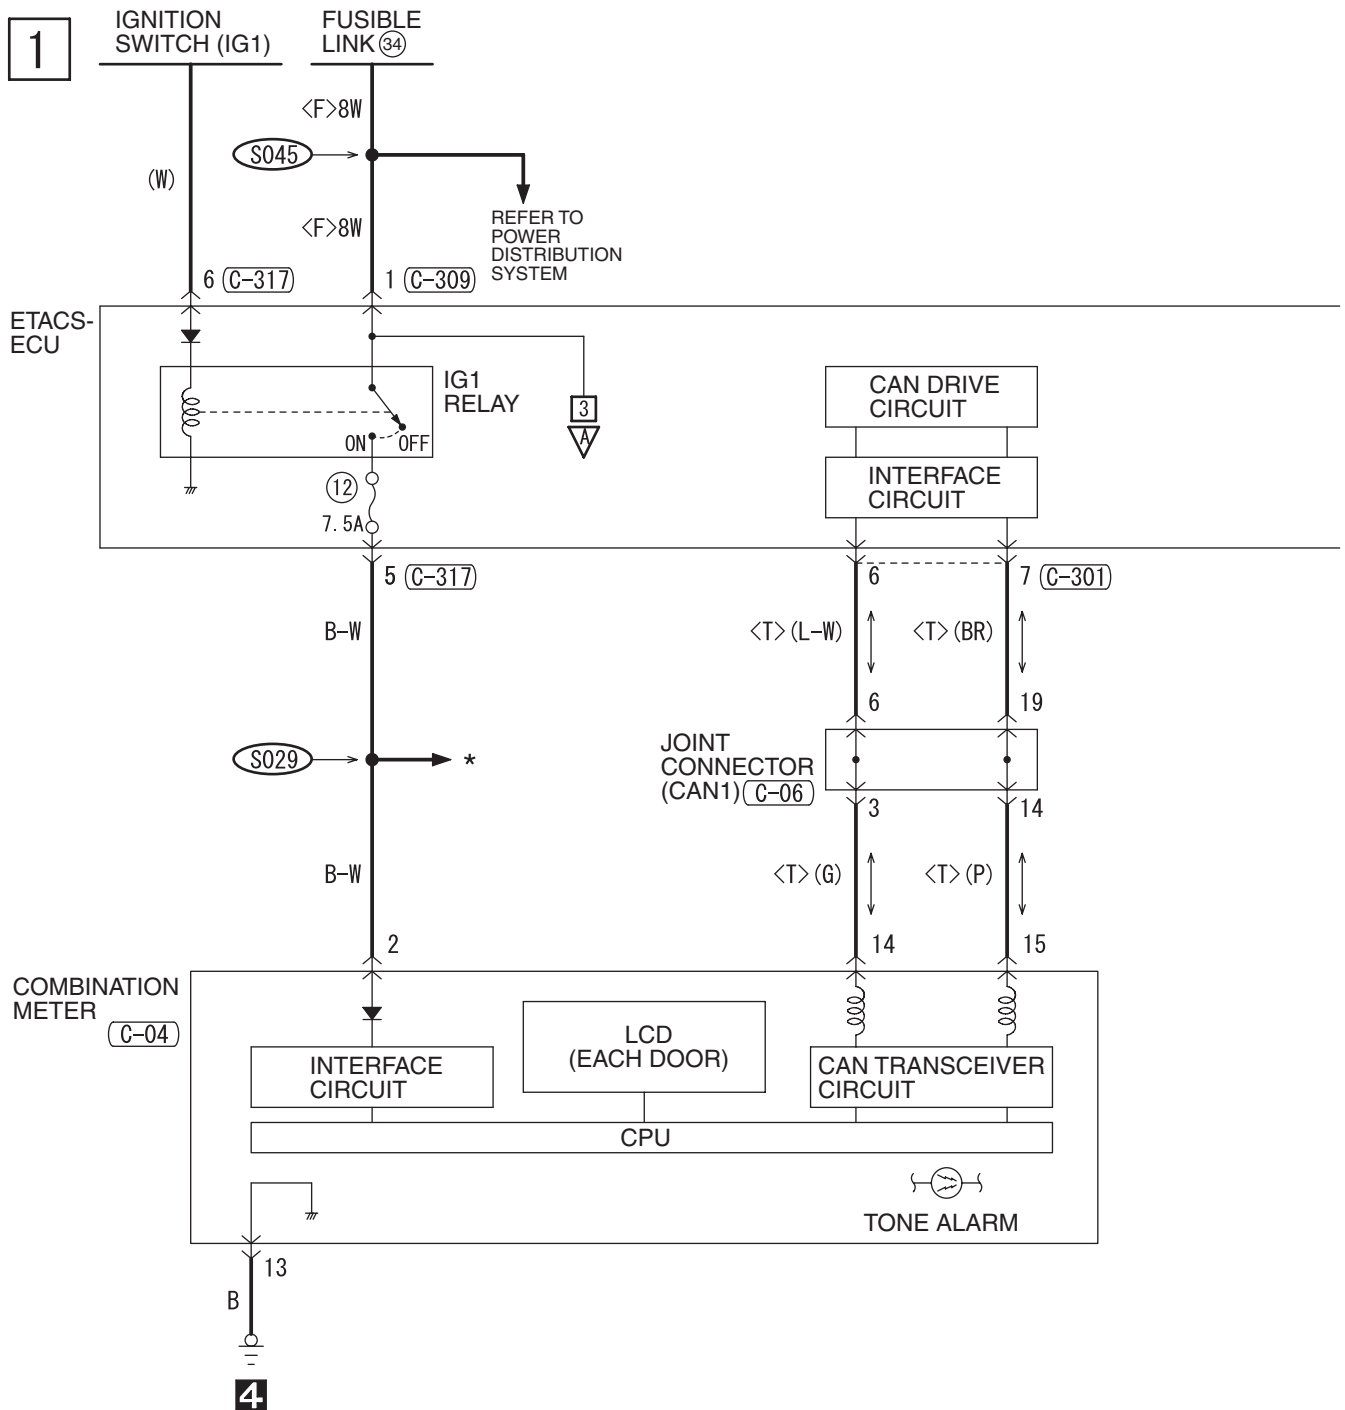 1
IGNITION
SWITCH (IG1)
FUSIBLE
LINK 34
<F>8W
S045
(W)
<F>8W
REFER TO
POWER
DISTRIBUTION
SYSTEM
6 C-317
1 C-309
ETACS-
ECU
IG1
RELAY
ON
OFF
3
A
12
7.5A
CAN DRIVE
CIRCUIT
INTERFACE
CIRCUIT
5 C-317
6
7 C-301
B-W
<T>(L-W)
<T>(BR)
6
19
S029
*
JOINT
CONNECTOR
(CAN1) C-06
3
14
B-W
<T>(G)
<T>(P)
2
14
15
COMBINATION
METER
C-04
INTERFACE
CIRCUIT
LCD
(EACH DOOR)
CAN TRANSCEIVER
CIRCUIT
CPU
TONE ALARM
13
B
4